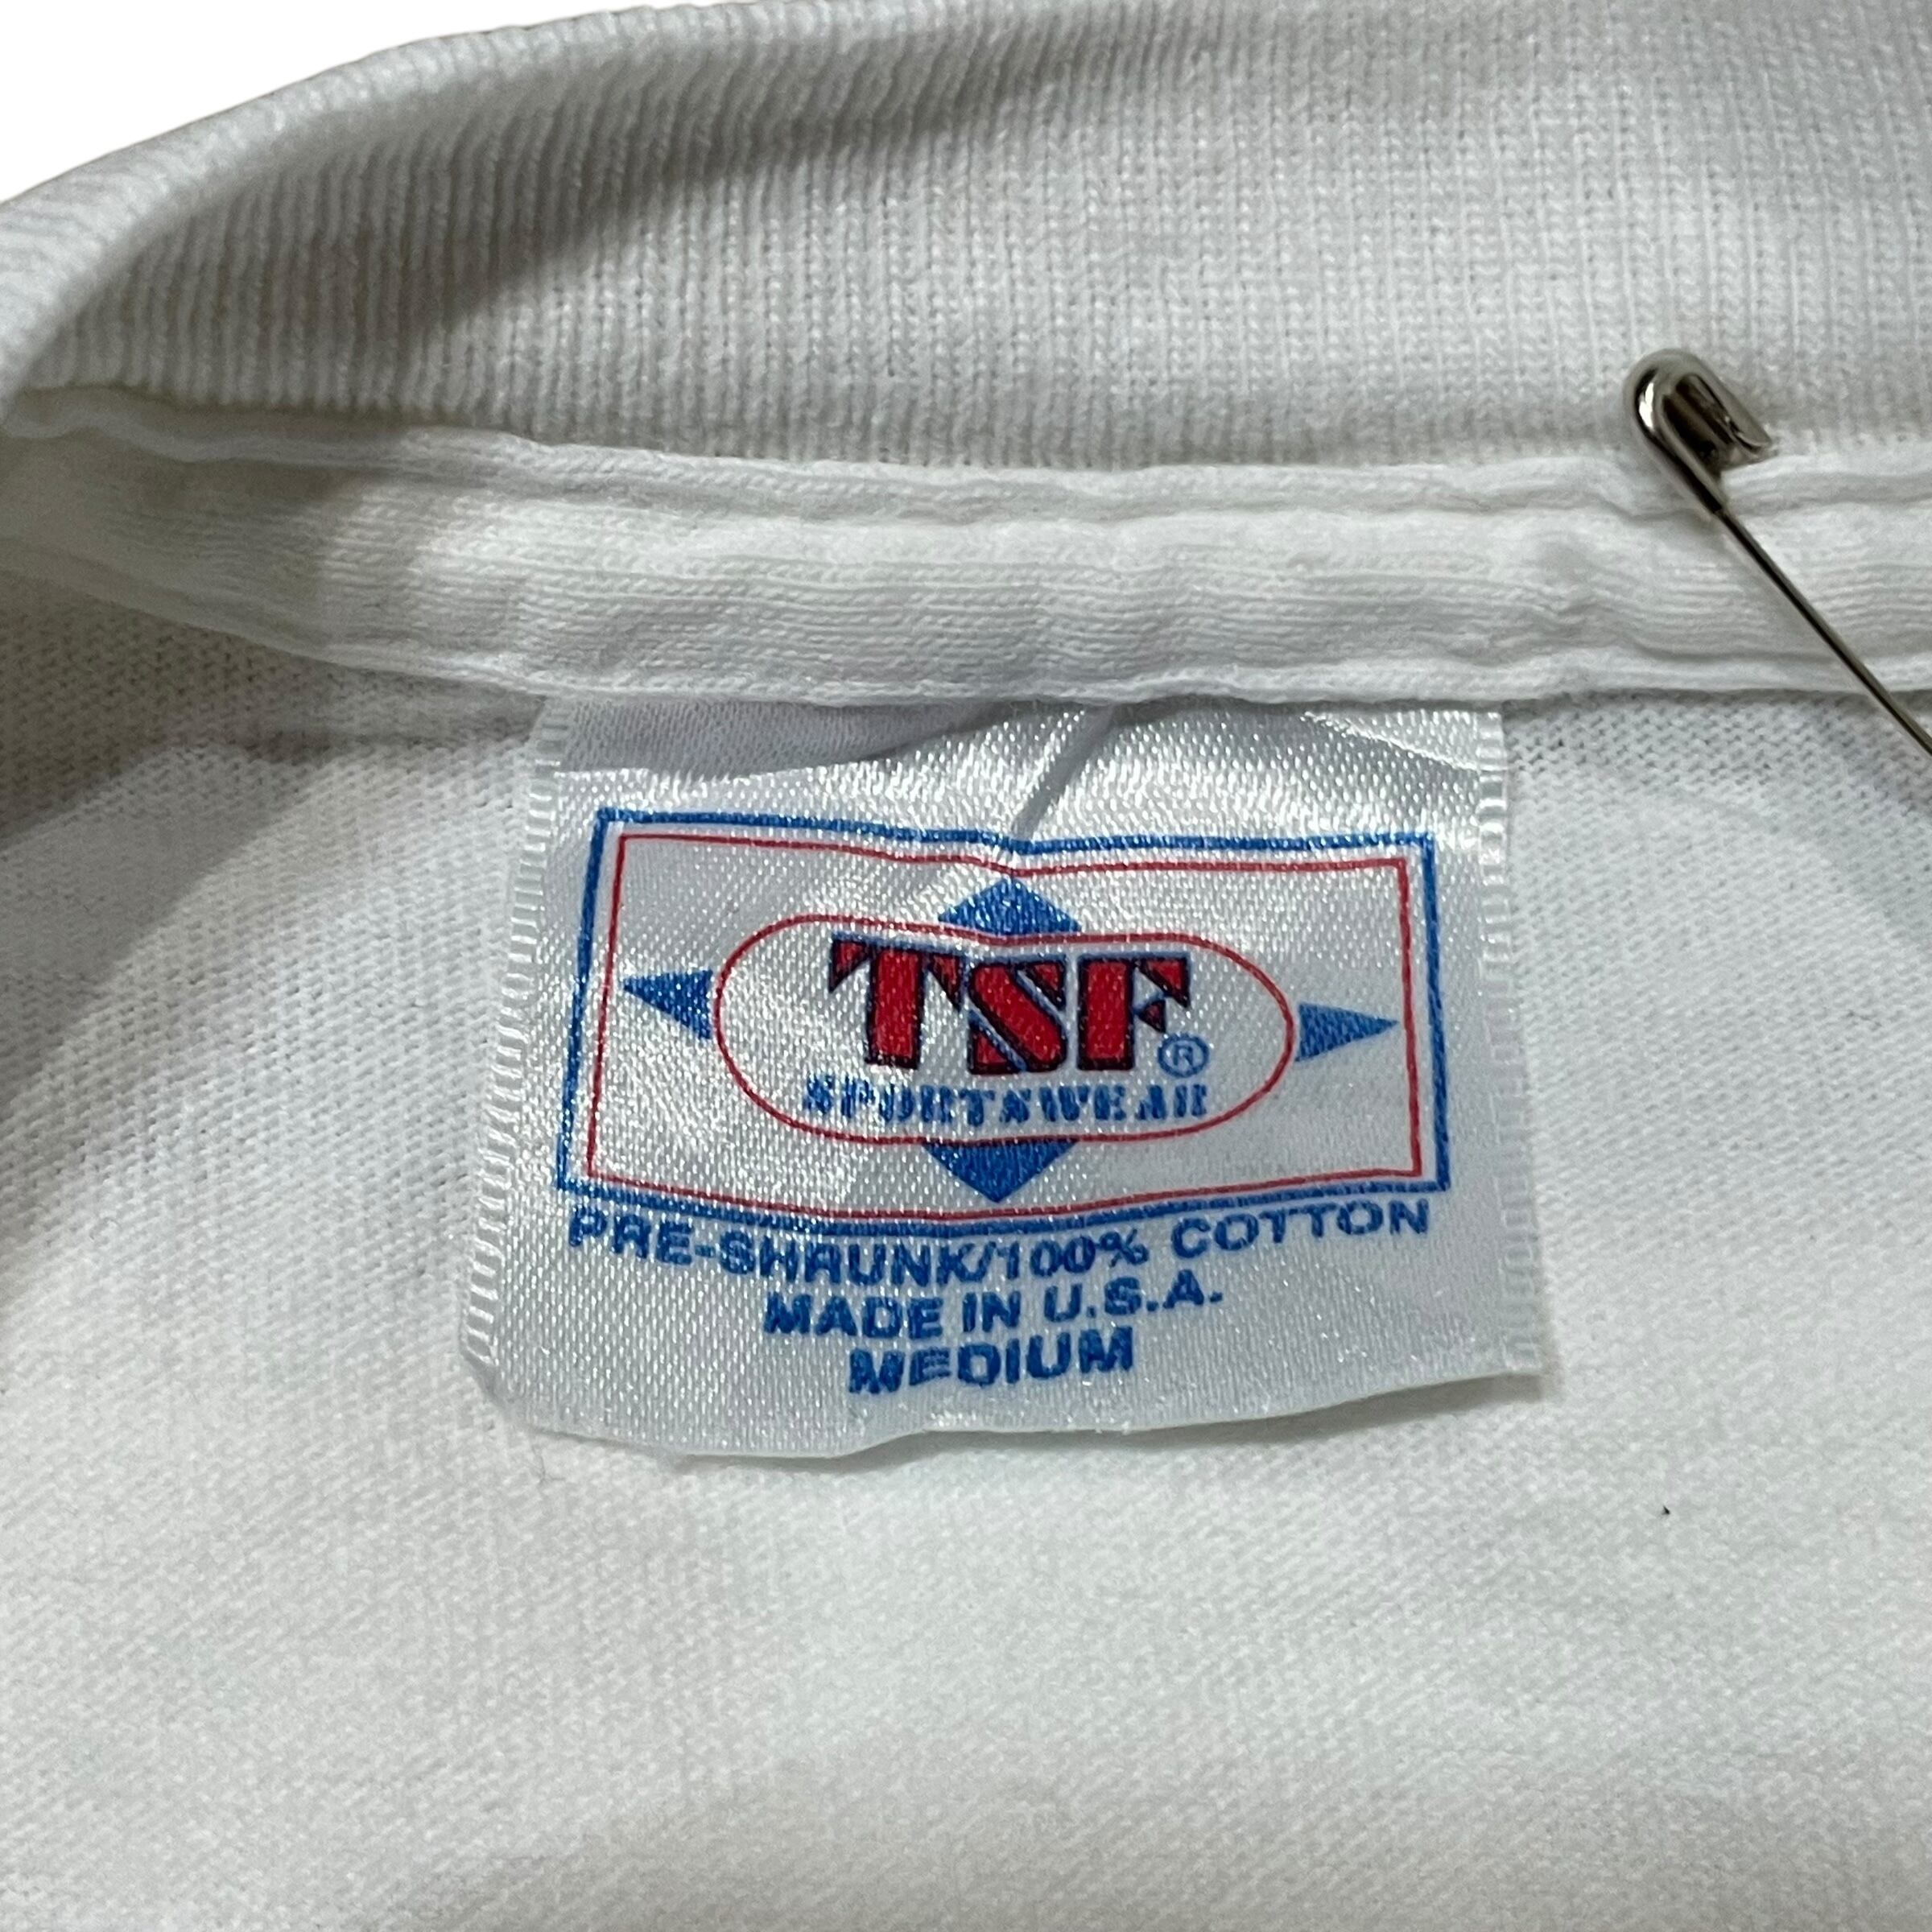 TSF®
SPORTSWEAR
PRE-SHRUNK/100% COTTON
MADE IN U.S.A.
MEDIUM